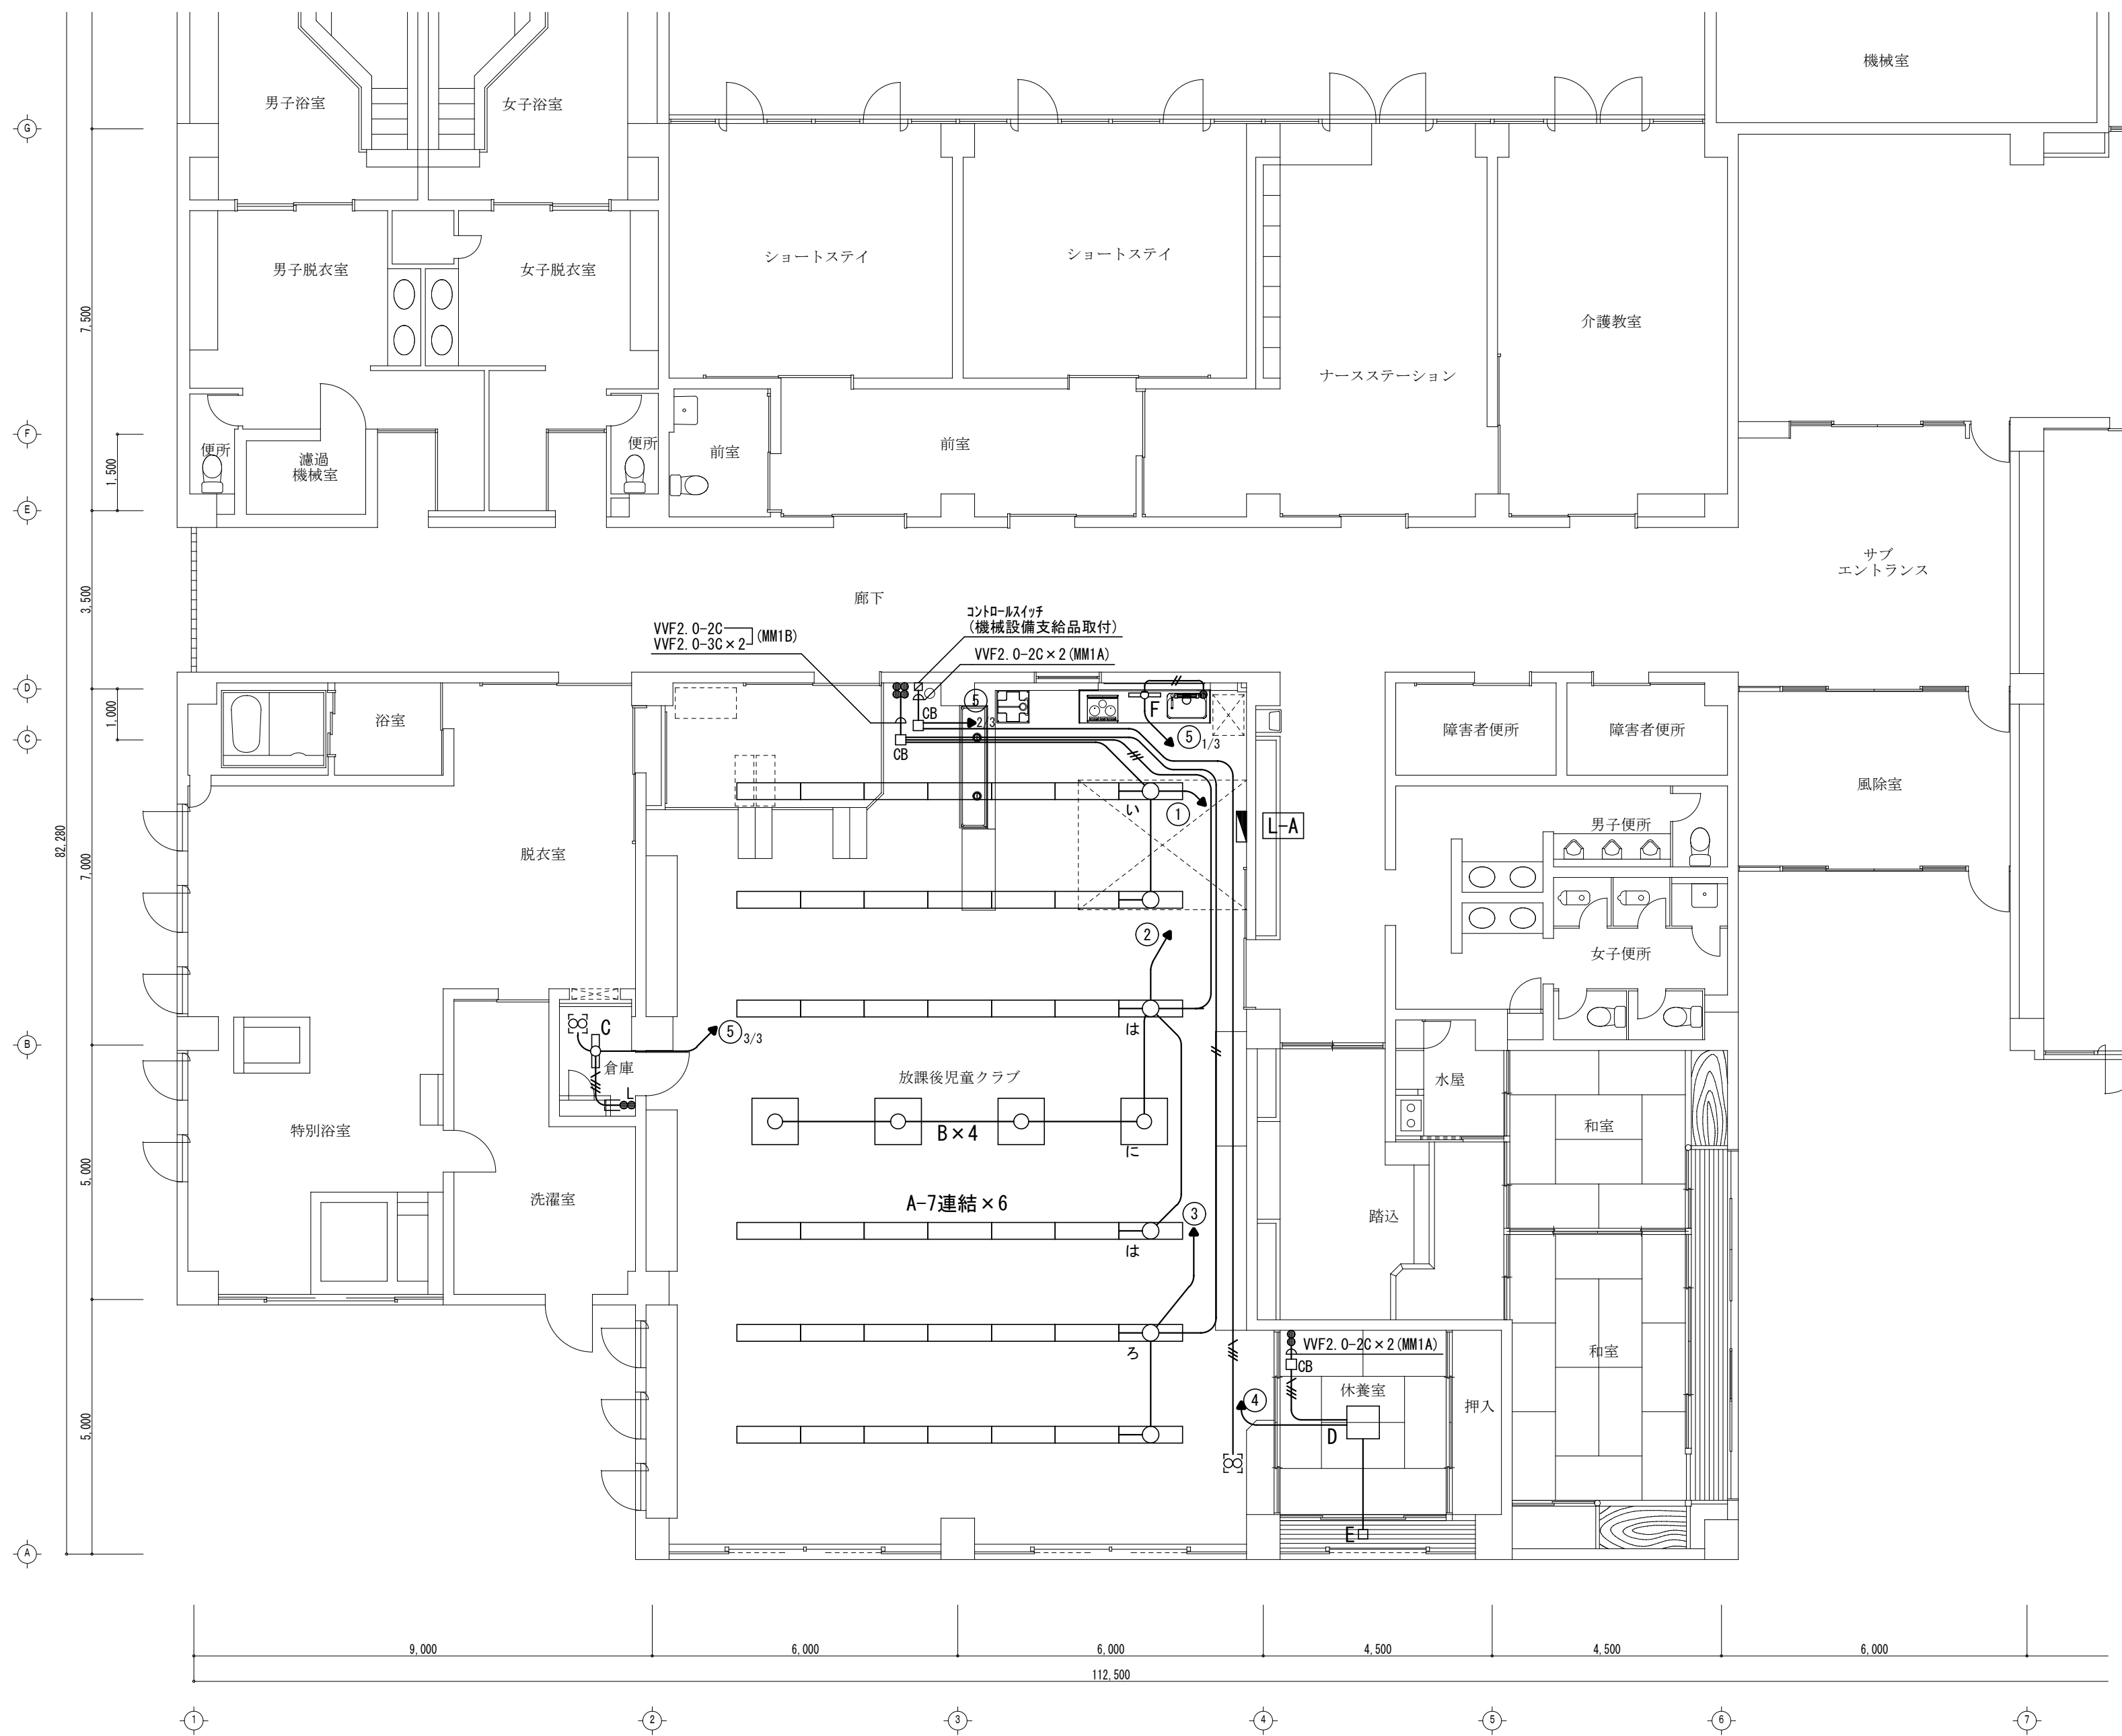 機械室
男子浴室
女子浴室
G
ショートステイ
ショートステイ
男子脱衣室
女子脱衣室
7,500
介護教室
ナースステーション
F
便所
濾過
機械室
便所
前室
前室
1,500
E
サブ
エントランス
3,500
廊下
コントロールスイッチ
(機械設備支給品取付)
VVF2.0-2C
VVF2.0-3C×2
(MM1B)
VVF2.0-2C×2(MM1A)
D
浴室
CB
CB
5
2/3
F
5
1/3
1,000
C
障害者便所
障害者便所
風除室
い
1
L-A
男子便所
82,280
7,000
脱衣室
2
女子便所
C
5
3/3
は
B
倉庫
L
放課後児童クラブ
水屋
和室
特別浴室
B×4
に
5,000
洗濯室
A-7連結×6
3
踏込
は
ろ
VVF2.0-2C×2(MM1A)
CB
和室
休養室
4
押入
D
5,000
E
A
9,000
6,000
6,000
4,500
4,500
6,000
112,500
1
2
3
4
5
6
7